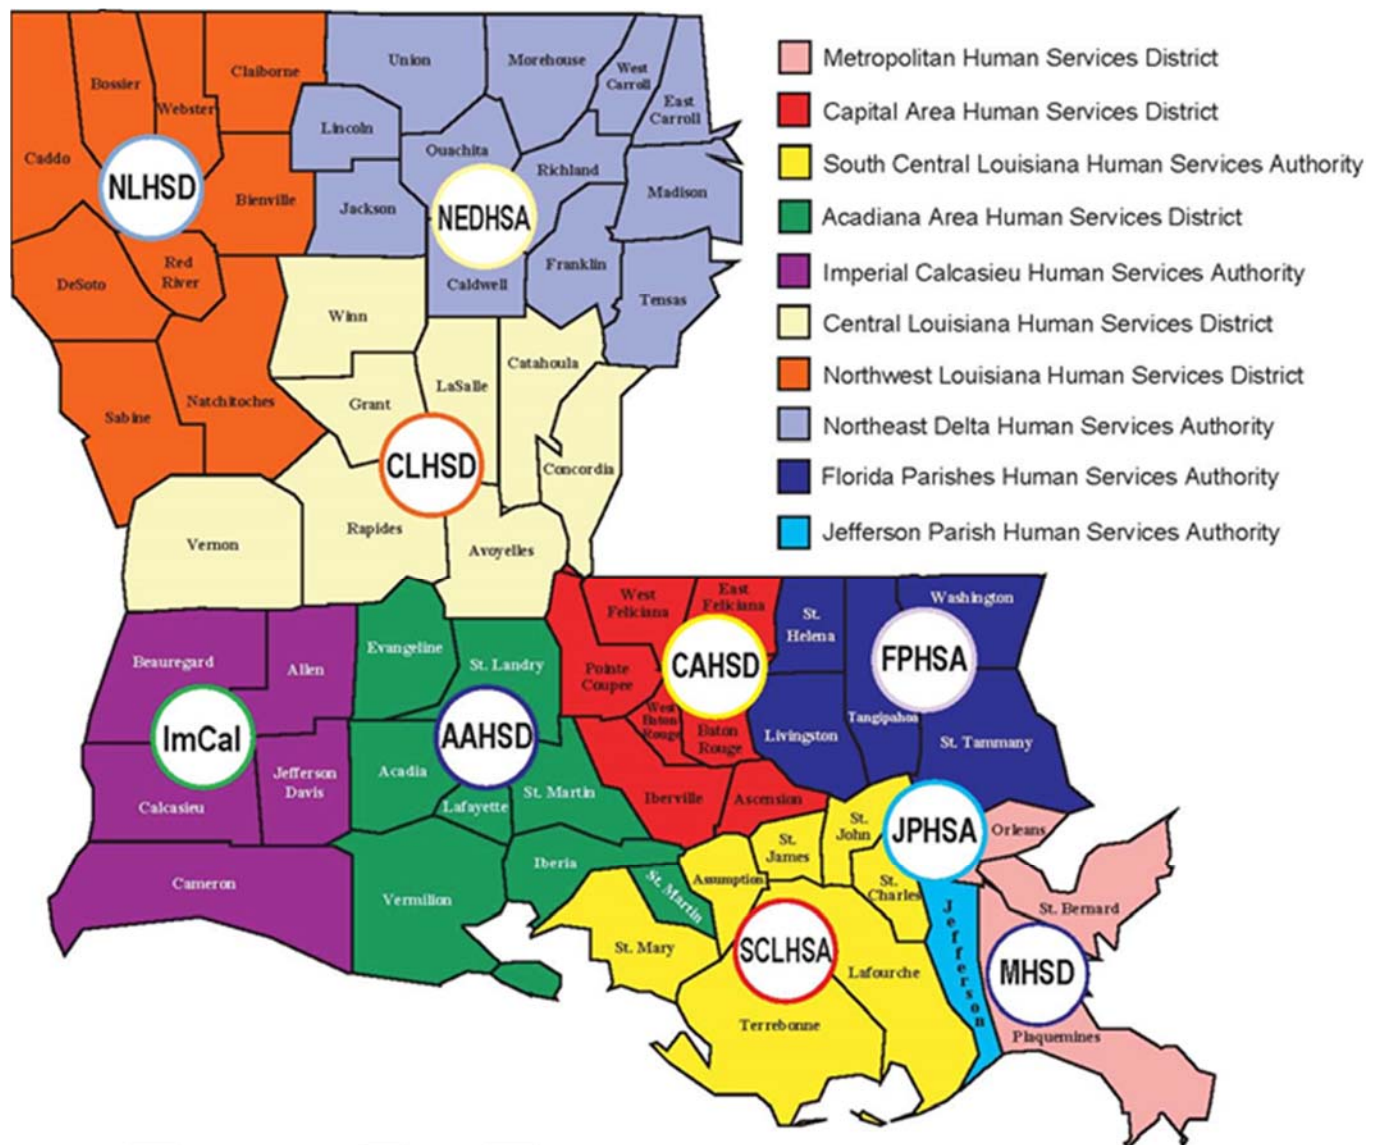 Metropolitan Human Services District
Capital Area Human Services District
South Central Louisiana Human Services Authority
Acadiana Area Human Services District
Imperial Calcasieu Human Services Authority
Central Louisiana Human Services District
Northwest Louisiana Human Services District
Northeast Delta Human Services Authority
Florida Parishes Human Services Authority
Jefferson Parish Human Services Authority
Caddo
Bossier
Webster
Claiborne
NLHSD
Bienville
DeSoto
Red
River
Sabine
Natchitoches
Union
Morehouse
West
Carroll
East
Carroll
Lincoln
Ouachita
Richland
Madison
Jackson
NEDHSA
Caldwell
Franklin
Tensas
Winn
Grant
LaSalle
Catahoula
Concordia
CLHSD
Vernon
Rapides
Avoyelles
Beauregard
Allen
ImCal
Calcasieu
Jefferson
Davis
Cameron
Evangeline
St. Landry
AAHSD
Acadia
Lafayette
St. Martin
Vermilion
Iberia
St. Martin
West
Feliciana
East
Feliciana
Pointe
Coupee
CAHSD
West
Baton
Rouge
Baton
Rouge
Iberville
Ascension
St.
Helena
Washington
FPHSA
Livingston
Tangipahoa
St. Tammany
St.
John
St.
James
Assumption
St.
Charles
St. Mary
SCLHSA
Lafourche
Terrebonne
JPHSA
Jefferson
Orleans
St. Bernard
MHSD
Plaquemines